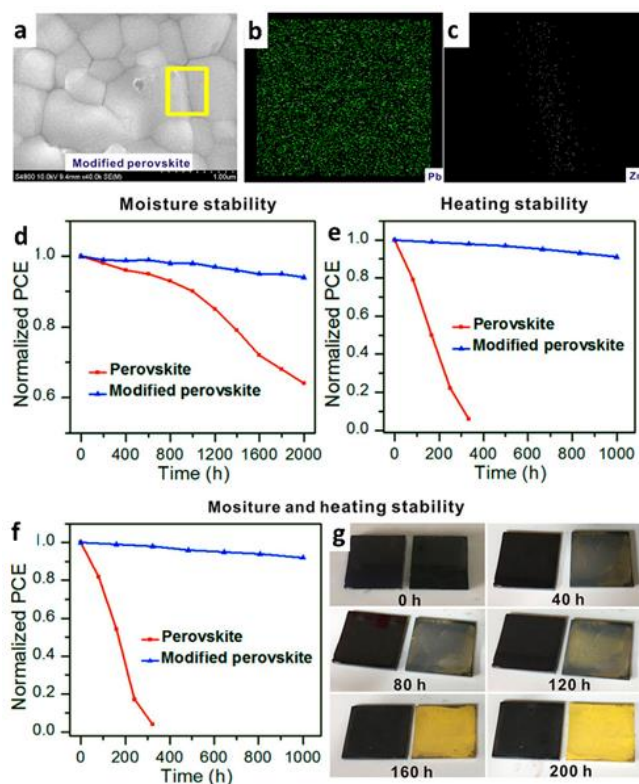 a
Modified perovskite
S4800 10.0kV 9.4mm x40.0k SE(M)
1.00um
b
Pb
c
Zn
Moisture stability
d
Normalized PCE
1.0
0.8
0.6
Perovskite
Modified perovskite
0 400 800 1200 1600 2000
Time (h)
Heating stability
e
Normalized PCE
1.0
0.8
0.6
0.4
0.2
0.0
Perovskite
Modified perovskite
0 200 400 600 800 1000
Time (h)
Mositure and heating stability
f
Normalized PCE
1.0
0.8
0.6
0.4
0.2
0.0
Perovskite
Modified perovskite
0 200 400 600 800 1000
Time (h)
g
0 h
40 h
80 h
120 h
160 h
200 h